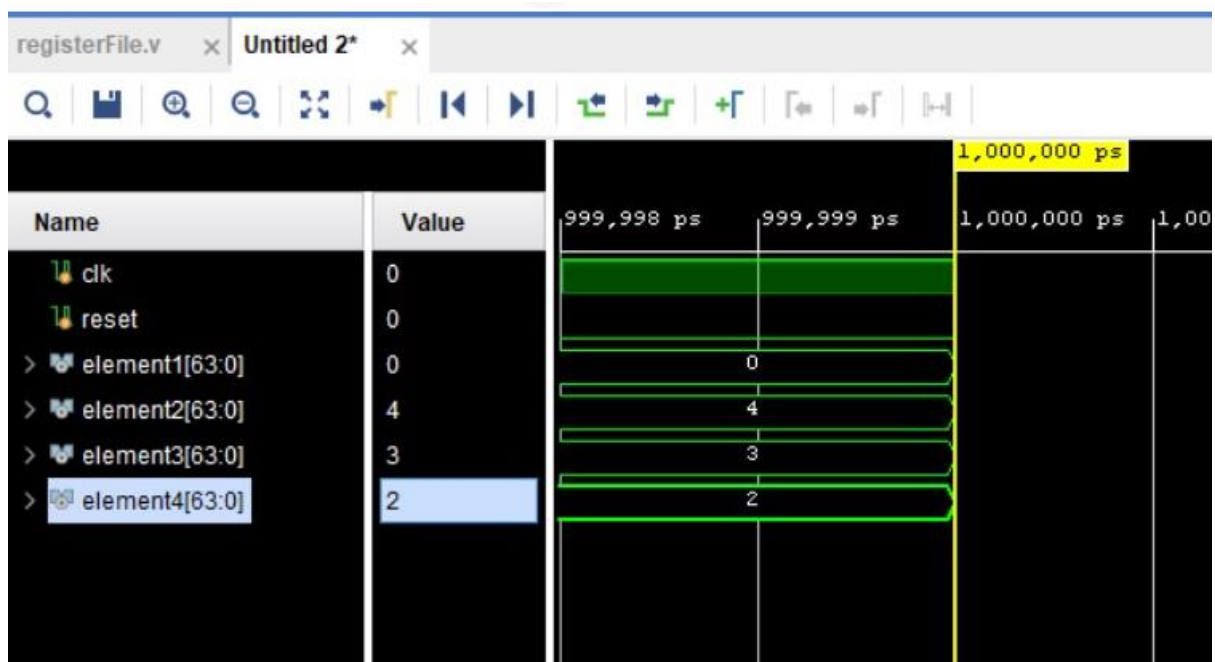 registerFile.v × Untitled 2* ×
1,000,000 ps
Name Value 999,998 ps 999,999 ps 1,000,000 ps 1,00
clk 0
reset 0
> element1[63:0] 0 0
> element2[63:0] 4 4
> element3[63:0] 3 3
> element4[63:0] 2 2